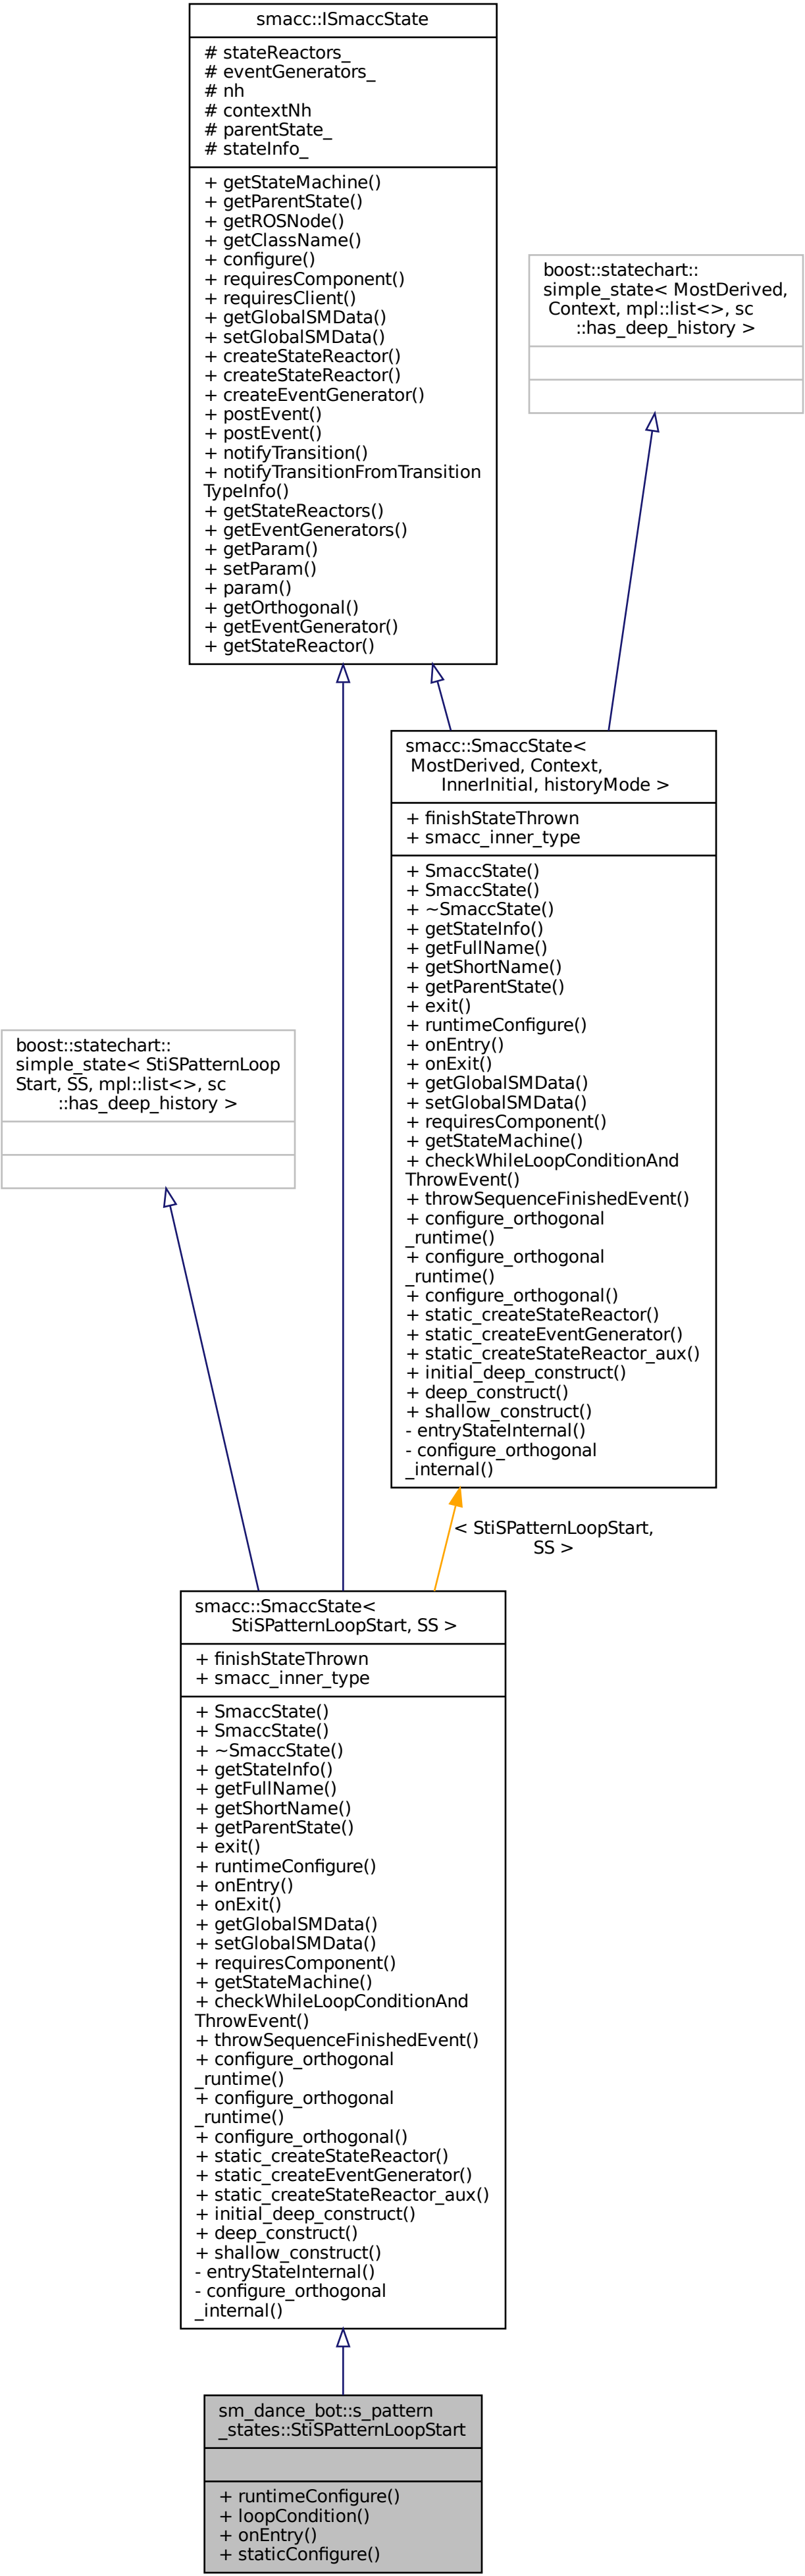 smacc::ISmaccState
# stateReactors_
# eventGenerators_
# nh
# contextNh
# parentState_
# stateInfo_
+ getStateMachine()
+ getParentState()
+ getROSNode()
+ getClassName()
+ configure()
+ requiresComponent()
+ requiresClient()
+ getGlobalSMData()
+ setGlobalSMData()
+ createStateReactor()
+ createStateReactor()
+ createEventGenerator()
+ postEvent()
+ postEvent()
+ notifyTransition()
+ notifyTransitionFromTransition
TypeInfo()
+ getStateReactors()
+ getEventGenerators()
+ getParam()
+ setParam()
+ param()
+ getOrthogonal()
+ getEventGenerator()
+ getStateReactor()
boost::statechart::
simple_state< MostDerived,
Context, mpl::list<>, sc
::has_deep_history >
smacc::SmaccState<
MostDerived, Context,
InnerInitial, historyMode >
+ finishStateThrown
+ smacc_inner_type
+ SmaccState()
+ SmaccState()
+ ~SmaccState()
+ getStateInfo()
+ getFullName()
+ getShortName()
+ getParentState()
+ exit()
+ runtimeConfigure()
+ onEntry()
+ onExit()
+ getGlobalSMData()
+ setGlobalSMData()
+ requiresComponent()
+ getStateMachine()
+ checkWhileLoopConditionAnd
ThrowEvent()
+ throwSequenceFinishedEvent()
+ configure_orthogonal
_runtime()
+ configure_orthogonal
_runtime()
+ configure_orthogonal()
+ static_createStateReactor()
+ static_createEventGenerator()
+ static_createStateReactor_aux()
+ initial_deep_construct()
+ deep_construct()
+ shallow_construct()
- entryStateInternal()
- configure_orthogonal
_internal()
boost::statechart::
simple_state< StiSPatternLoop
Start, SS, mpl::list<>, sc
::has_deep_history >
< StiSPatternLoopStart,
SS >
smacc::SmaccState<
StiSPatternLoopStart, SS >
+ finishStateThrown
+ smacc_inner_type
+ SmaccState()
+ SmaccState()
+ ~SmaccState()
+ getStateInfo()
+ getFullName()
+ getShortName()
+ getParentState()
+ exit()
+ runtimeConfigure()
+ onEntry()
+ onExit()
+ getGlobalSMData()
+ setGlobalSMData()
+ requiresComponent()
+ getStateMachine()
+ checkWhileLoopConditionAnd
ThrowEvent()
+ throwSequenceFinishedEvent()
+ configure_orthogonal
_runtime()
+ configure_orthogonal
_runtime()
+ configure_orthogonal()
+ static_createStateReactor()
+ static_createEventGenerator()
+ static_createStateReactor_aux()
+ initial_deep_construct()
+ deep_construct()
+ shallow_construct()
- entryStateInternal()
- configure_orthogonal
_internal()
sm_dance_bot::s_pattern
_states::StiSPatternLoopStart
+ runtimeConfigure()
+ loopCondition()
+ onEntry()
+ staticConfigure()